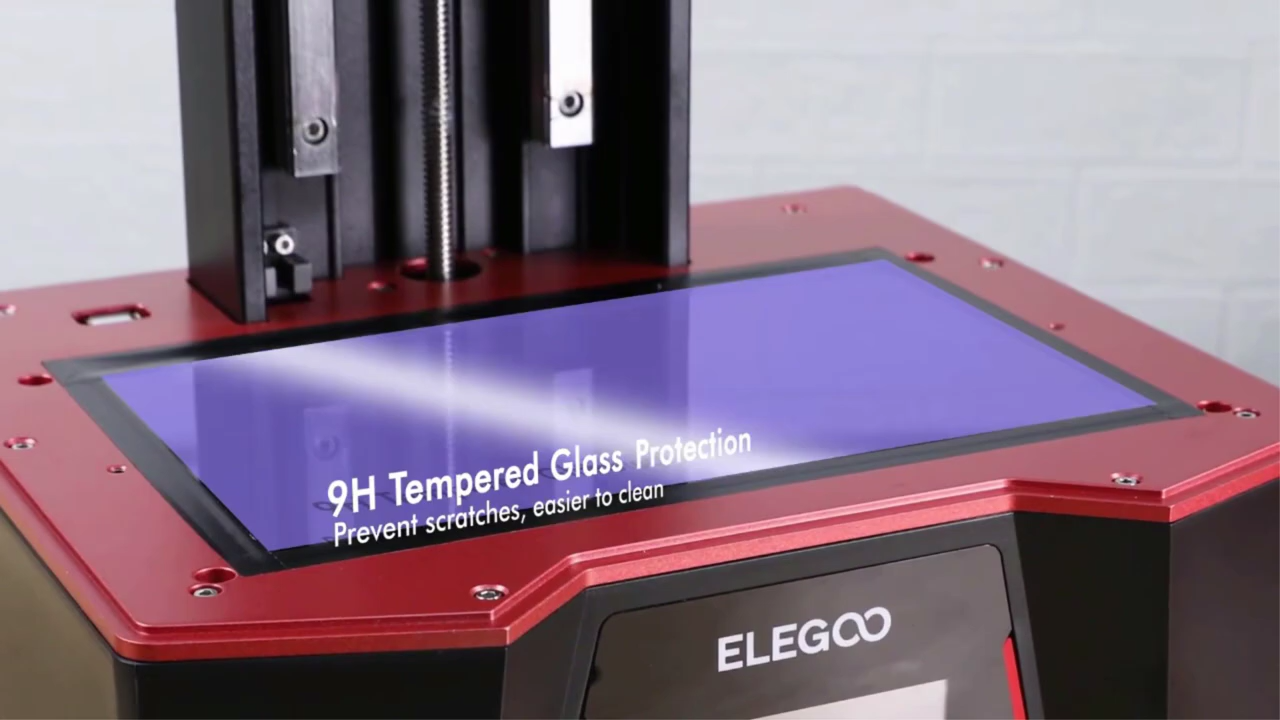 9H Tempered Glass Protection
Prevent scratches, easier to clean
ELEGOO